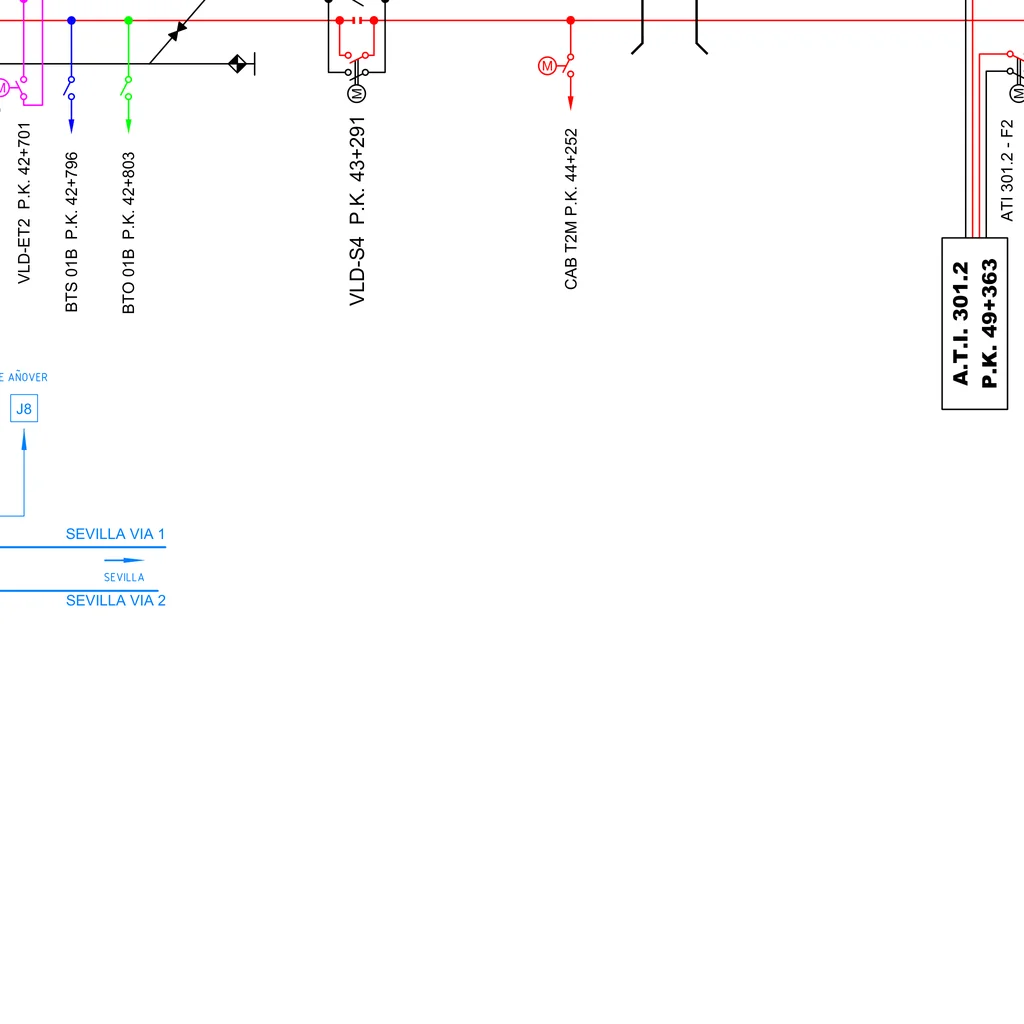 M
VLD-ET2 P.K. 42+701
BTS 01B P.K. 42+796
BTO 01B P.K. 42+803
M
VLD-S4 P.K. 43+291
M
CAB T2M P.K. 44+252
M
ATI 301.2 - F2
A.T.I. 301.2
P.K. 49+363
E AÑOVER
J8
SEVILLA VIA 1
SEVILLA
SEVILLA VIA 2